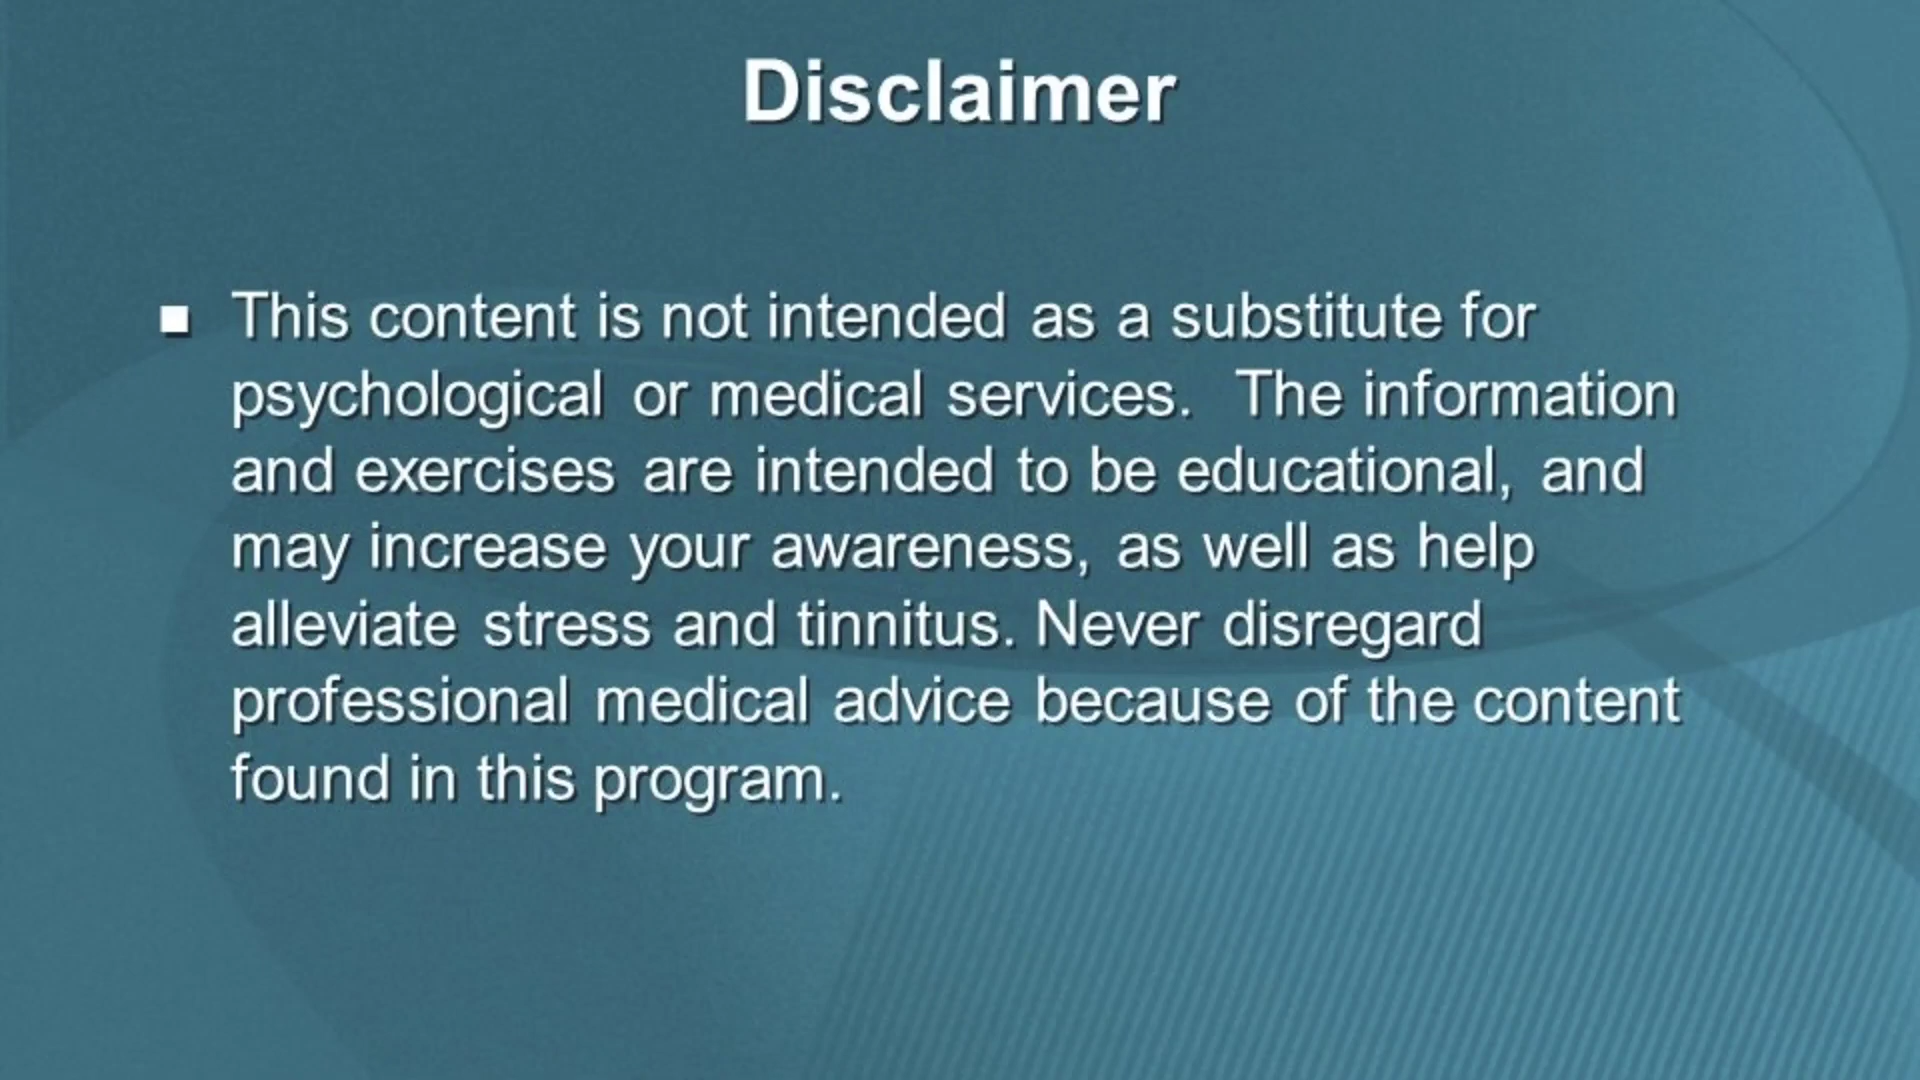 Disclaimer
This content is not intended as a substitute for
psychological or medical services.  The information
and exercises are intended to be educational, and
may increase your awareness, as well as help
alleviate stress and tinnitus. Never disregard
professional medical advice because of the content
found in this program.